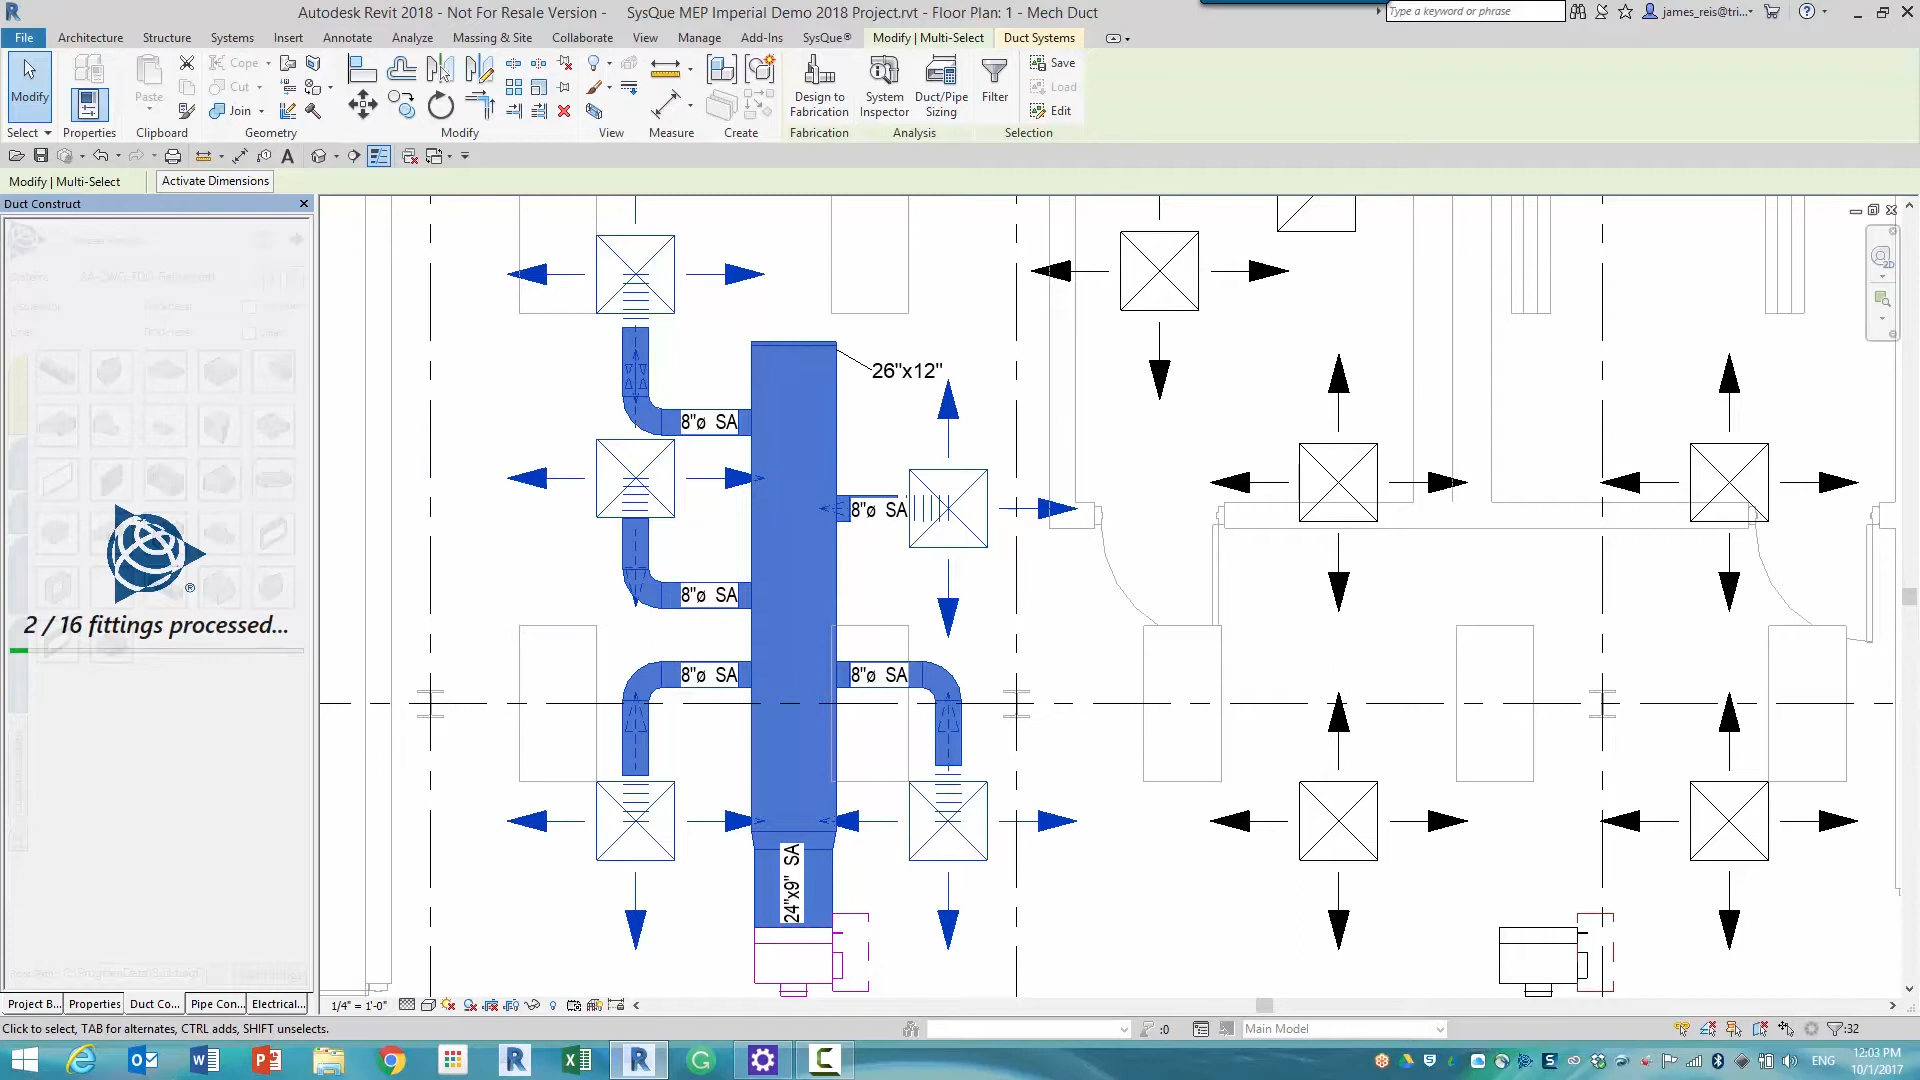 Autodesk Revit 2018 - Not For Resale Version - SysQue MEP Imperial Demo 2018 Project.rvt - Floor Plan: 1 - Mech Duct
Type a keyword or phrase
james_reis@tri...
File Architecture Structure Systems Insert Annotate Analyze Massing & Site Collaborate View Manage Add-Ins SysQue® Modify | Multi-Select Duct Systems
Modify
Paste
Cope
Cut
Join
Design to Fabrication
System Inspector
Duct/Pipe Sizing
Filter
Save
Load
Edit
Select Properties Clipboard Geometry Modify View Measure Create Fabrication Analysis Selection
Modify | Multi-Select Activate Dimensions
Duct Construct
2 / 16 fittings processed...
26"x12"
8"ø SA
8"ø SA
8"ø SA
8"ø SA
8"ø SA
24"x9" SA
2D
Project B... Properties Duct Co... Pipe Con... Electrical...
1/4" = 1'-0"
Click to select, TAB for alternates, CTRL adds, SHIFT unselects.
:0
Main Model
:32
ENG
12:03 PM
10/1/2017